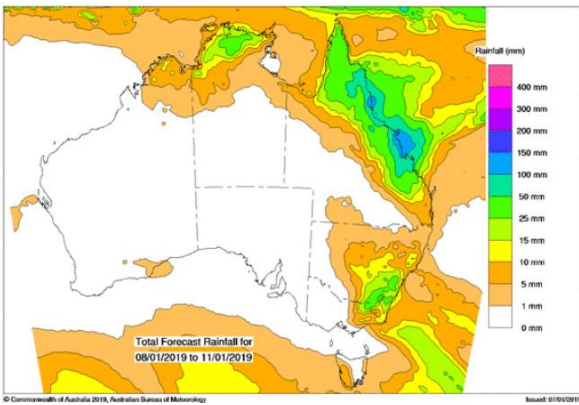 Rainfall (mm)
400 mm
300 mm
200 mm
150 mm
100 mm
50 mm
25 mm
15 mm
10 mm
5 mm
1 mm
0 mm
Total Forecast Rainfall for
08/01/2019 to 11/01/2019
© Commonwealth of Australia 2019, Australian Bureau of Meteorology
Issued: 07/01/2019